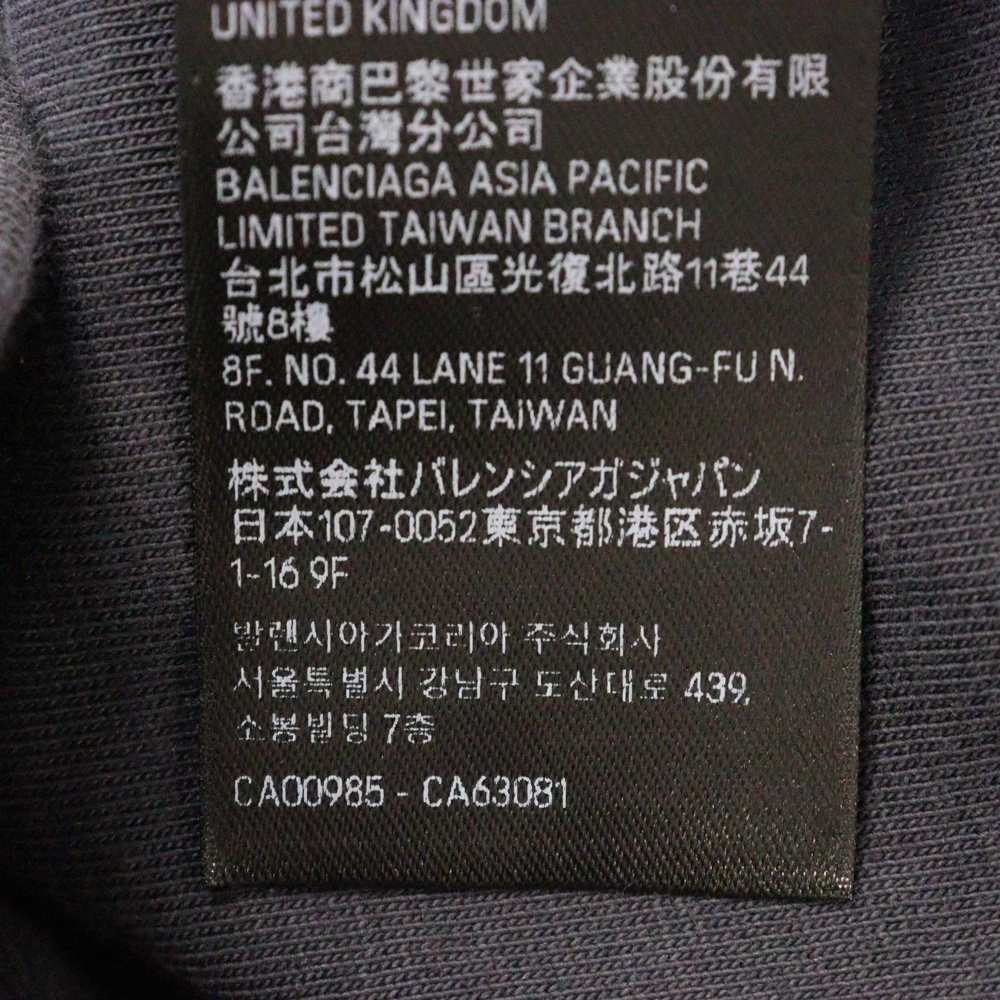 UNITED KINGDOM
香港商巴黎世家企業股份有限
公司台灣分公司
BALENCIAGA ASIA PACIFIC
LIMITED TAIWAN BRANCH
台北市松山區光復北路11巷44
號8樓
8F. NO. 44 LANE 11 GUANG-FU N.
ROAD, TAPEI, TAIWAN
株式会社バレンシアガジャパン
日本107-0052東京都港区赤坂7-
1-16 9F
발렌시아가코리아 주식회사
서울특별시 강남구 도산대로 439,
소봉빌딩 7층
CA00985 - CA63081